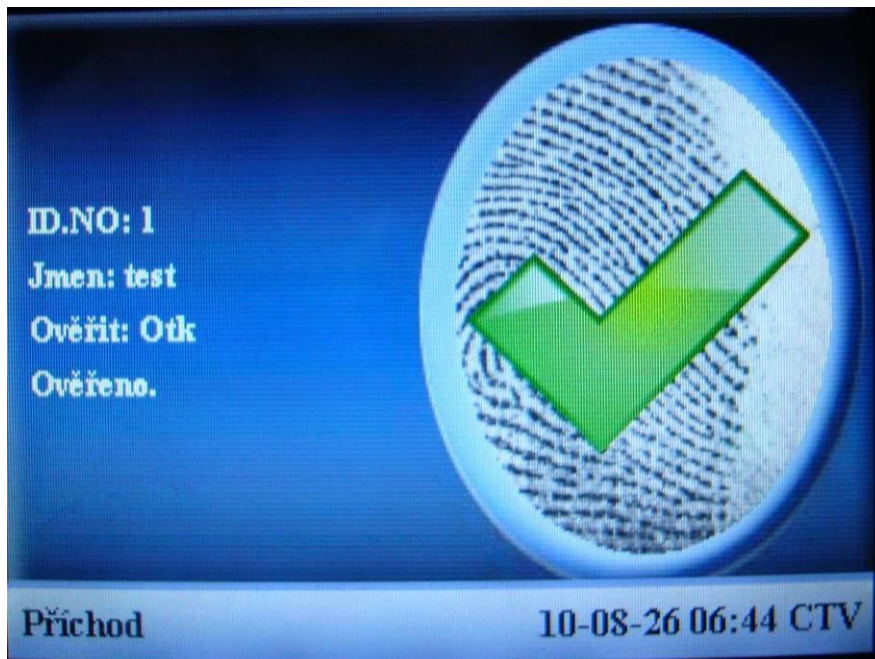 ID.NO: 1
Jmen: test
Ověřit: Otk
Ověřeno.
Příchod 10-08-26 06:44 CTV